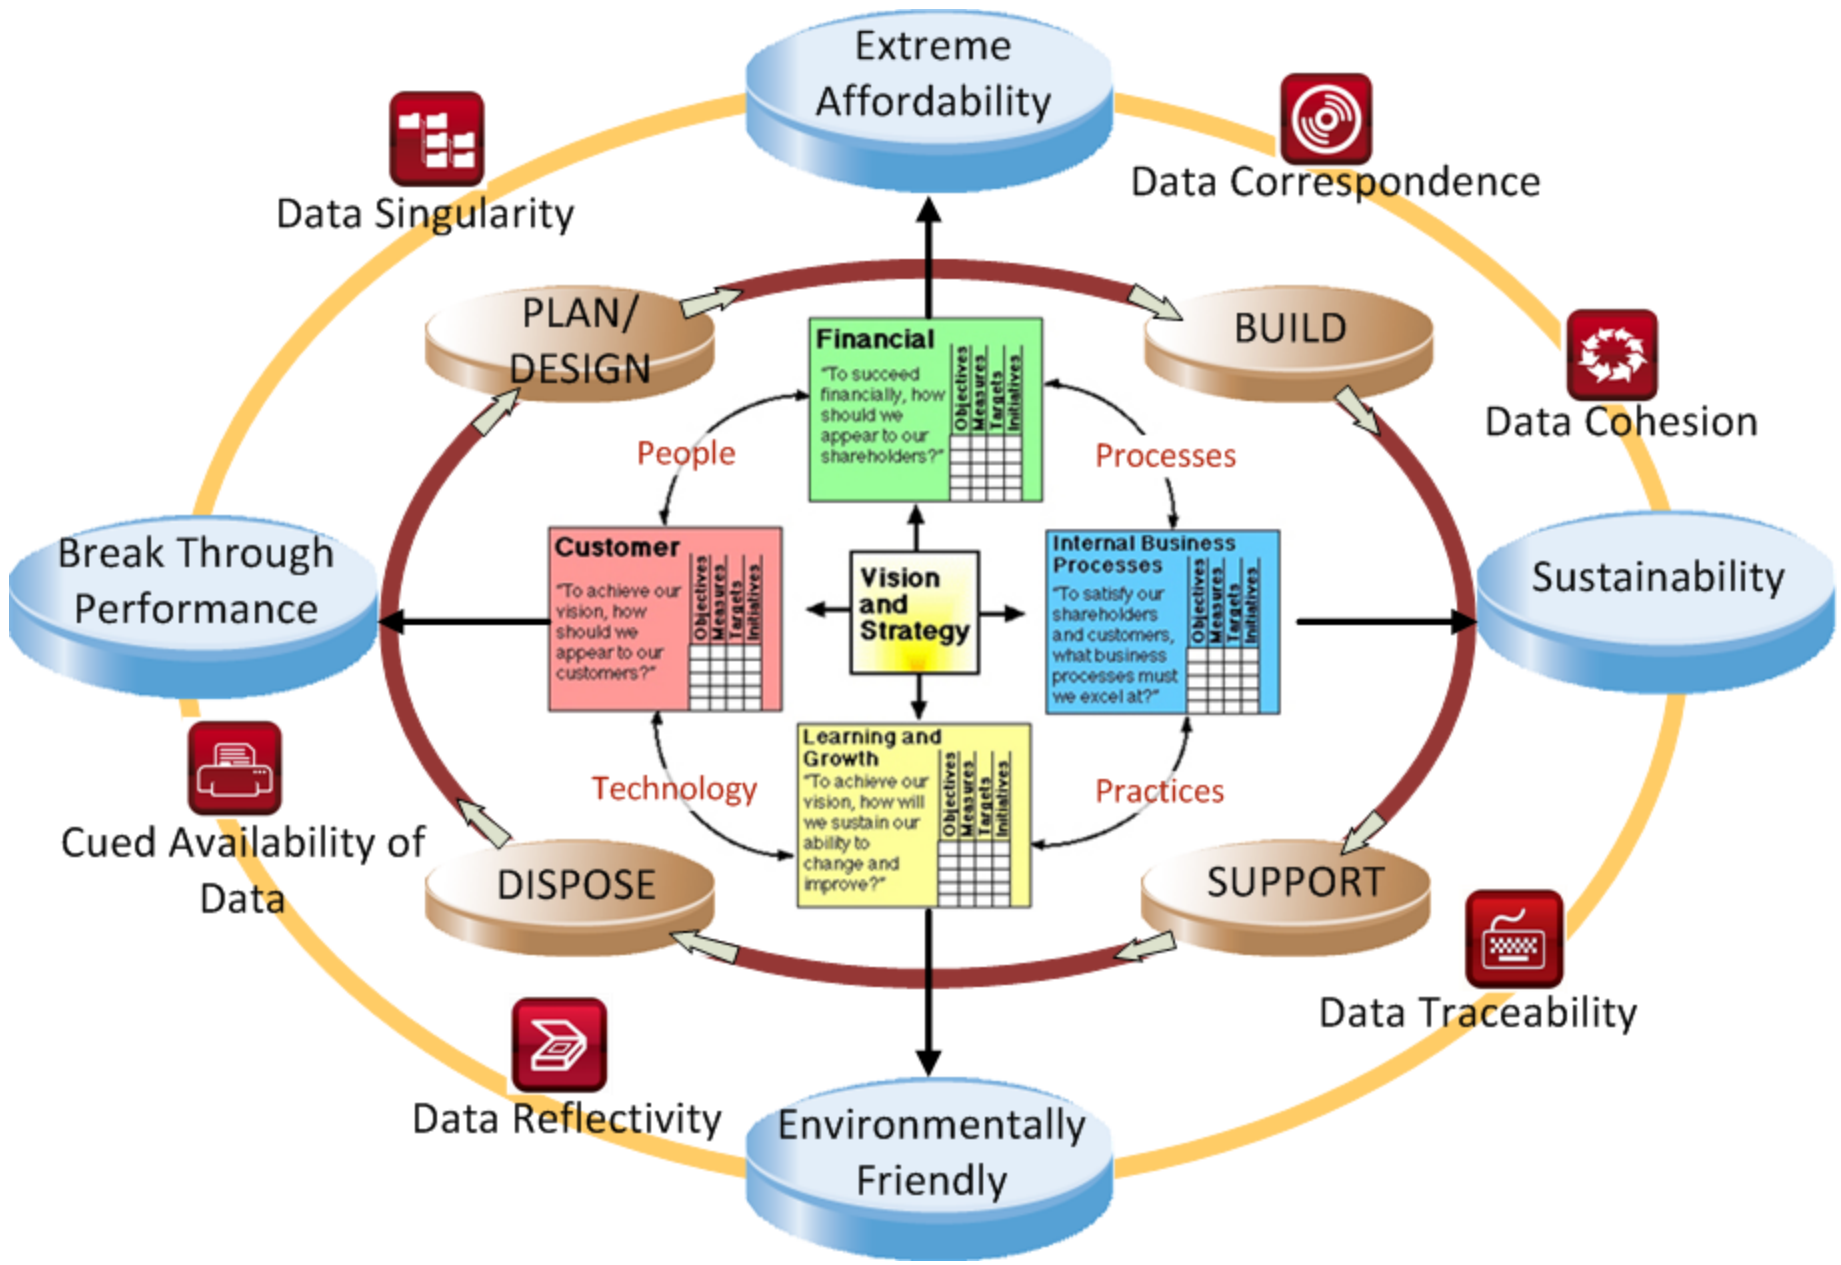 Extreme
Affordability
Data Correspondence
Data Singularity
PLAN/
DESIGN
BUILD
Financial
"To succeed
financially, how
should we
appear to our
shareholders?"
Objectives
Measures
Targets
Initiatives
Data Cohesion
People
Processes
Break Through
Performance
Customer
"To achieve our
vision, how
should we
appear to our
customers?"
Objectives
Measures
Targets
Initiatives
Vision
and
Strategy
Internal Business
Processes
"To satisfy our
shareholders
and customers,
what business
processes must
we excel at?"
Objectives
Measures
Targets
Initiatives
Sustainability
Technology
Learning and
Growth
"To achieve our
vision, how will
we sustain our
ability to
change and
improve?"
Objectives
Measures
Targets
Initiatives
Practices
Cued Availability of
Data
DISPOSE
SUPPORT
Data Traceability
Data Reflectivity
Environmentally
Friendly